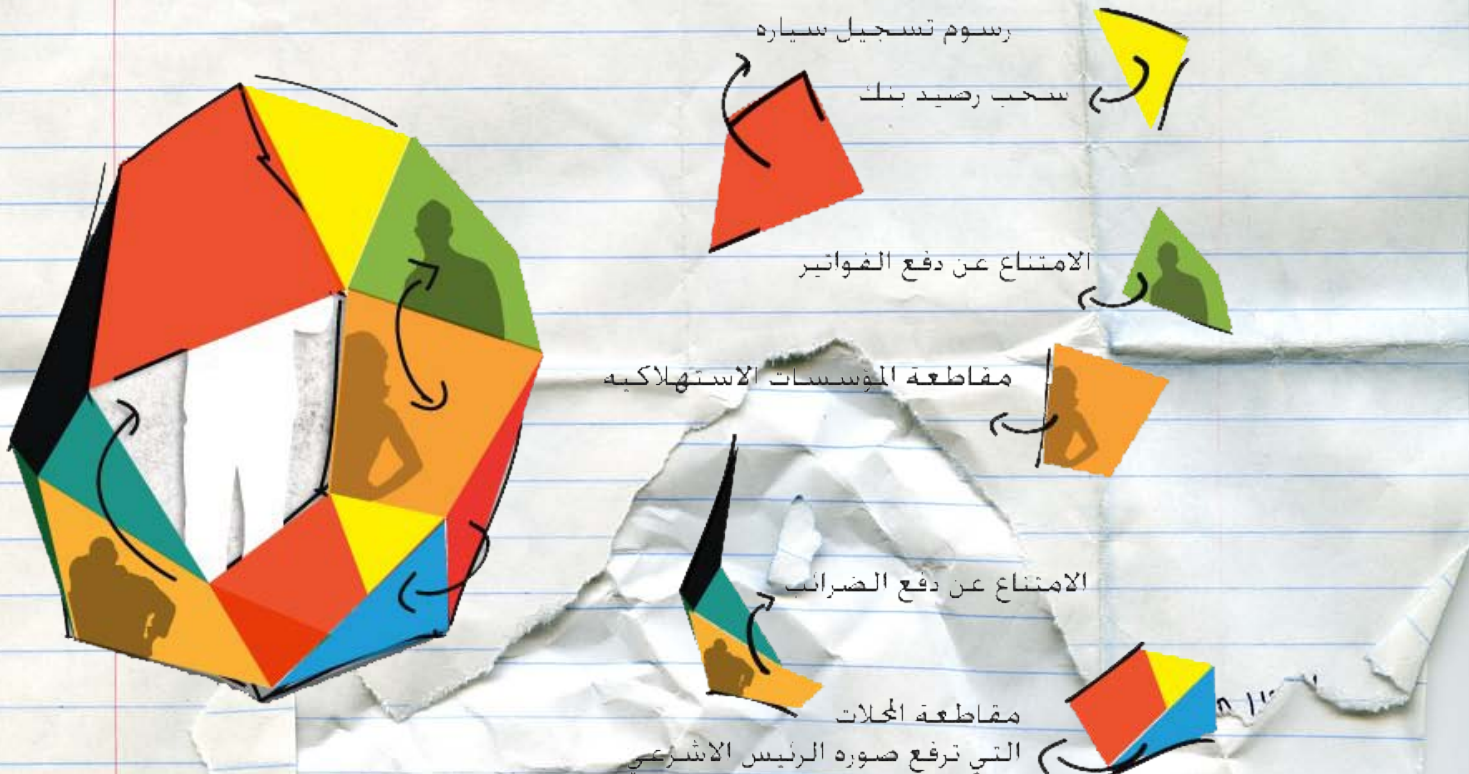 رسوم تسجيل سياره
سحب رصيد بنك
الامتناع عن دفع الفواتير
مقاطعة المؤسسات الاستهلاكيه
الامتناع عن دفع الضرائب
مقاطعة المحلات
التي ترفع صوره الرئيس الاشرعي